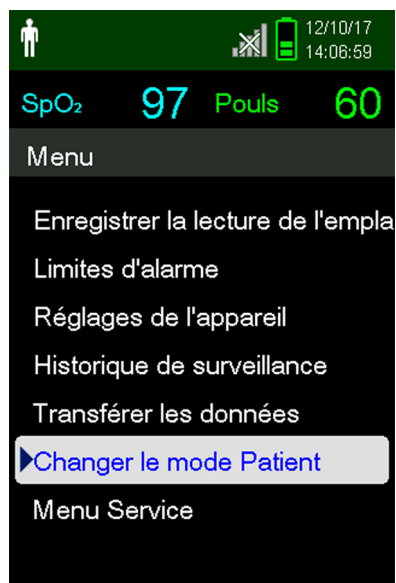 12/10/17
14:06:59
SpO₂ 97 Pouls 60
Menu
Enregistrer la lecture de l'empla
Limites d'alarme
Réglages de l'appareil
Historique de surveillance
Transférer les données
Changer le mode Patient
Menu Service